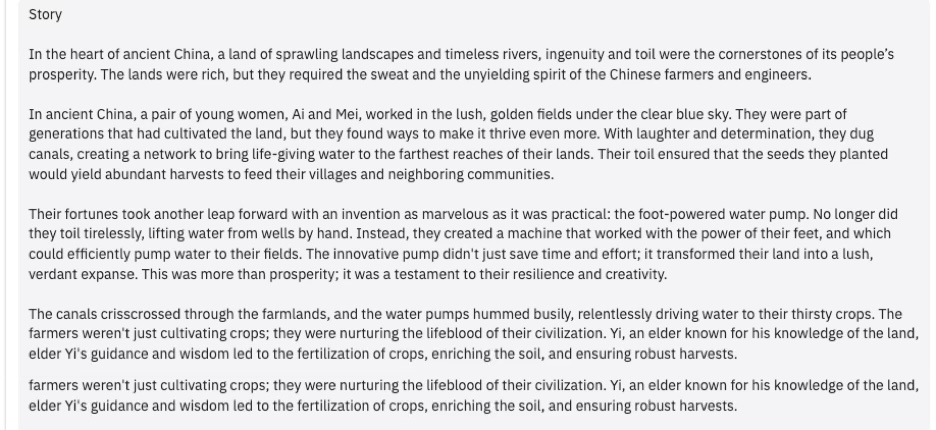 Story
In the heart of ancient China, a land of sprawling landscapes and timeless rivers, ingenuity and toil were the cornerstones of its people's
prosperity. The lands were rich, but they required the sweat and the unyielding spirit of the Chinese farmers and engineers.
In ancient China, a pair of young women, Ai and Mei, worked in the lush, golden fields under the clear blue sky. They were part of
generations that had cultivated the land, but they found ways to make it thrive even more. With laughter and determination, they dug
canals, creating a network to bring life-giving water to the farthest reaches of their lands. Their toil ensured that the seeds they planted
would yield abundant harvests to feed their villages and neighboring communities.
Their fortunes took another leap forward with an invention as marvelous as it was practical: the foot-powered water pump. No longer did
they toil tirelessly, lifting water from wells by hand. Instead, they created a machine that worked with the power of their feet, and which
could efficiently pump water to their fields. The innovative pump didn't just save time and effort; it transformed their land into a lush,
verdant expanse. This was more than prosperity; it was a testament to their resilience and creativity.
The canals crisscrossed through the farmlands, and the water pumps hummed busily, relentlessly driving water to their thirsty crops. The
farmers weren't just cultivating crops; they were nurturing the lifeblood of their civilization. Yi, an elder known for his knowledge of the land,
elder Yi's guidance and wisdom led to the fertilization of crops, enriching the soil, and ensuring robust harvests.
farmers weren't just cultivating crops; they were nurturing the lifeblood of their civilization. Yi, an elder known for his knowledge of the land,
elder Yi's guidance and wisdom led to the fertilization of crops, enriching the soil, and ensuring robust harvests.